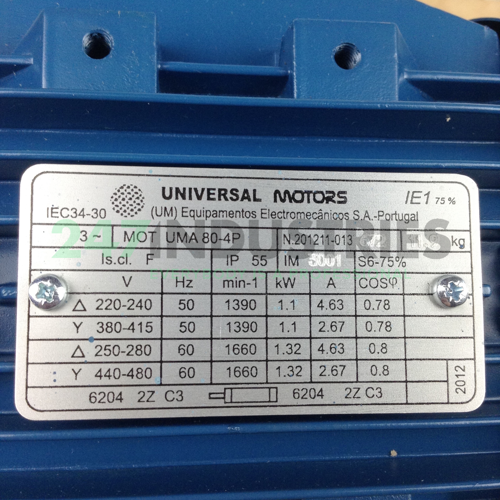 UNIVERSAL MOTORS IE1 75%
IEC34-30 (UM) Equipamentos Electromecânicos S.A.-Portugal
3 ~ MOT UMA 80-4P N.201211-013 kg
Is.cl. F IP 55 IM S6-75%
V Hz min-1 kW A COSφ
Δ 220-240 50 1390 1.1 4.63 0.78
Y 380-415 50 1390 1.1 2.67 0.78
Δ 250-280 60 1660 1.32 4.63 0.8
Y 440-480 60 1660 1.32 2.67 0.8
6204 2Z C3 6204 2Z C3
2012
INDUSTRIES